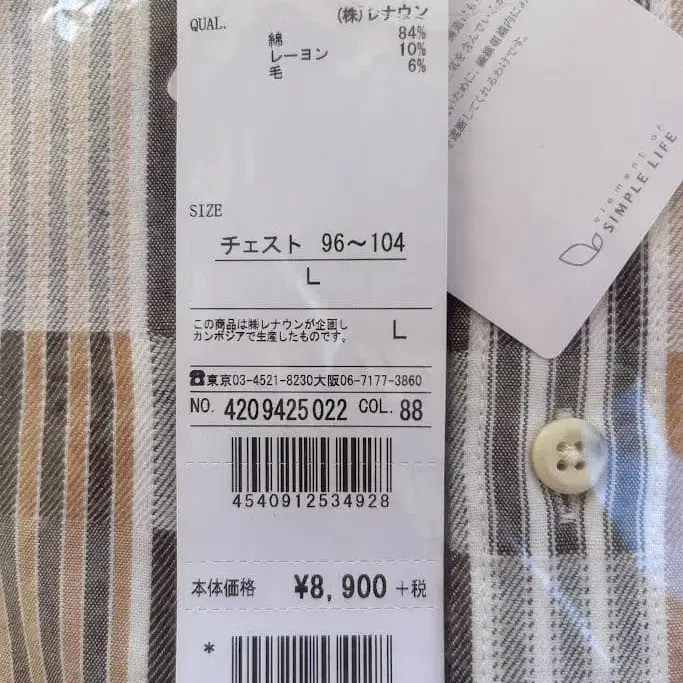 QUAL.
(株)レナウン
綿 84%
レーヨン 10%
毛 6%
SIZE
チェスト 96〜104
L
この商品は㈱レナウンが企画し
カンボジアで生産したものです。
L
☎東京03-4521-8230大阪06-7177-3860
NO. 4209425022 COL. 88
4540912534928
本体価格 ¥8,900 +税
*
element of
SIMPLE LIFE